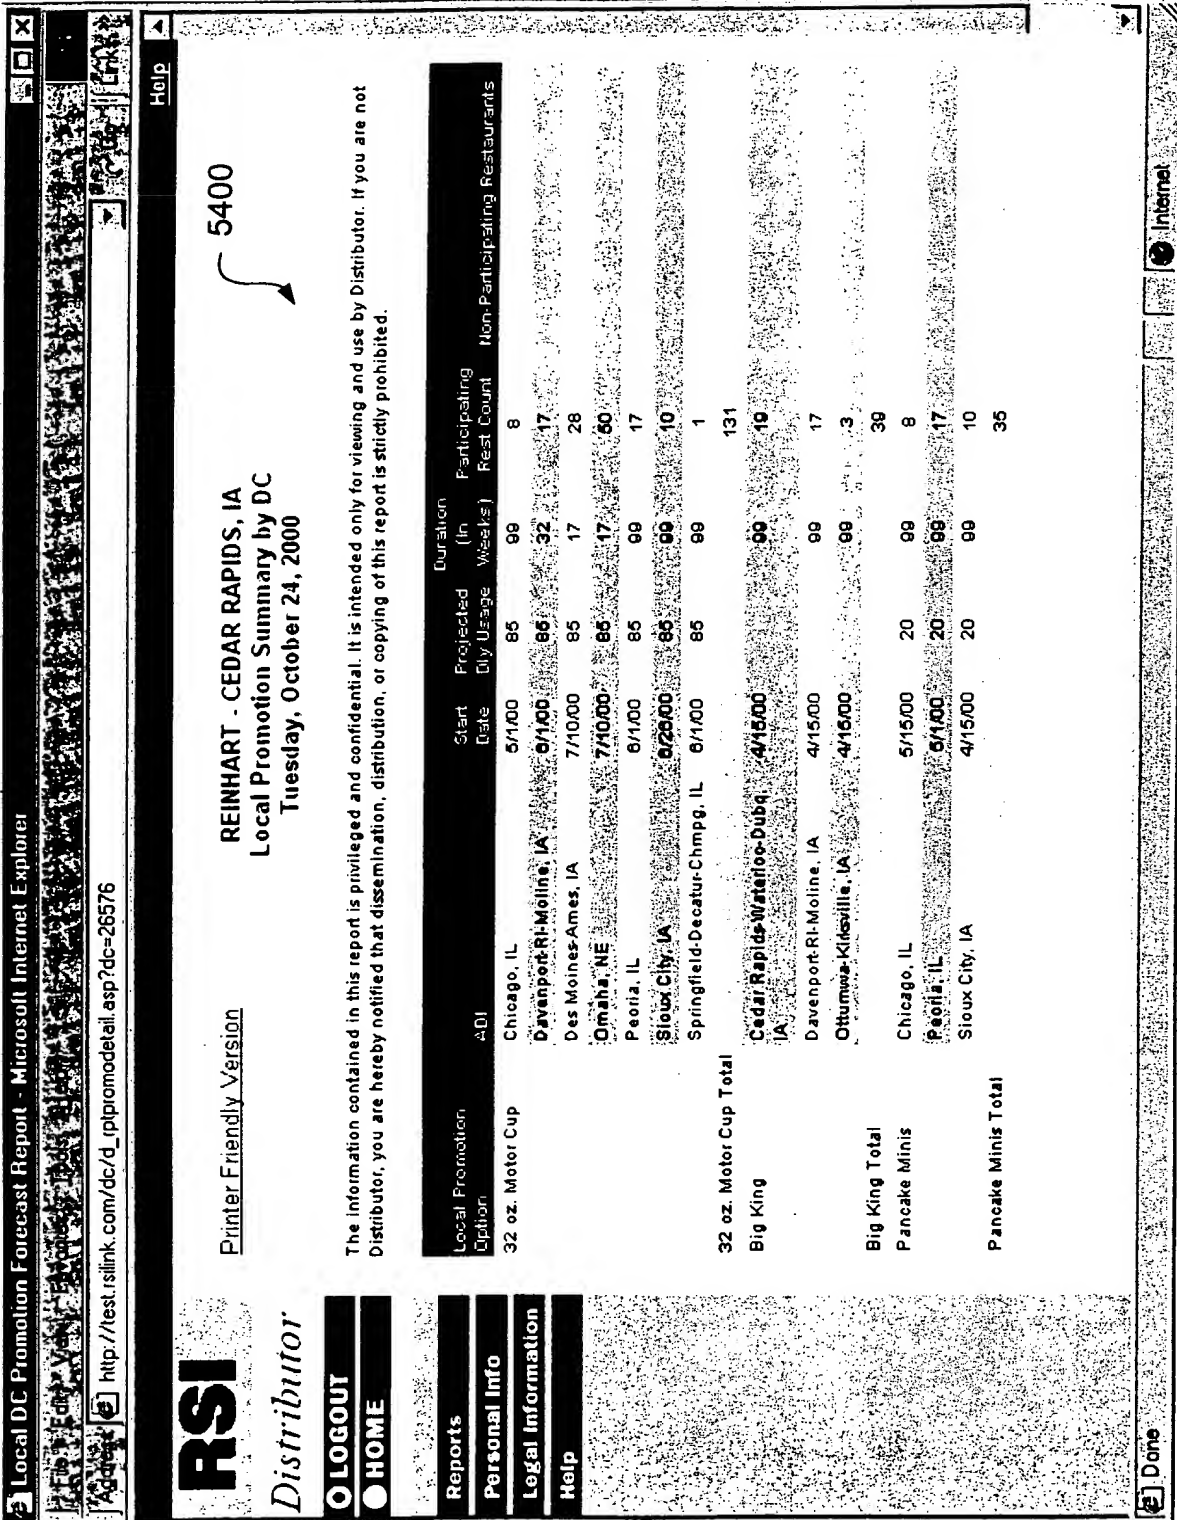 Local DC Promotion Forecast Report - Microsoft Internet Explorer
File Edit View Favorites Tools Help
Address http://test.rsilink.com/dc/d_rptpromodetail.asp?dc=26576 Go Links
Help
RSI
Distributor
LOGOUT
HOME
Reports
Personal Info
Legal Information
Help
Printer Friendly Version
REINHART - CEDAR RAPIDS, IA
Local Promotion Summary by DC
Tuesday, October 24, 2000
5400
The information contained in this report is privileged and confidential. It is intended only for viewing and use by Distributor. If you are not
Distributor, you are hereby notified that dissemination, distribution, or copying of this report is strictly prohibited.
Local Promotion Option ADI Start Date Projected Dly Usage Duration (In Weeks) Participating Rest Count Non-Participating Restaurants
32 oz. Motor Cup Chicago, IL 5/1/00 85 99 8
Davenport-RI-Moline, IA 6/1/00 85 32 17
Des Moines-Ames, IA 7/10/00 85 17 28
Omaha, NE 7/10/00 85 17 50
Peoria, IL 6/1/00 85 99 17
Sioux City, IA 6/26/00 85 99 10
Springfield-Decatur-Chmpg, IL 6/1/00 85 99 1
32 oz. Motor Cup Total 131
Big King Cedar Rapids-Waterloo-Dubq, 4/15/00 99 19
IA
Davenport-RI-Moline, IA 4/15/00 99 17
Ottumwa-Kirksville, IA 4/15/00 99 3
Big King Total 39
Pancake Minis Chicago, IL 5/15/00 20 99 8
Peoria, IL 5/1/00 20 99 17
Sioux City, IA 4/15/00 20 99 10
Pancake Minis Total 35
Done Internet